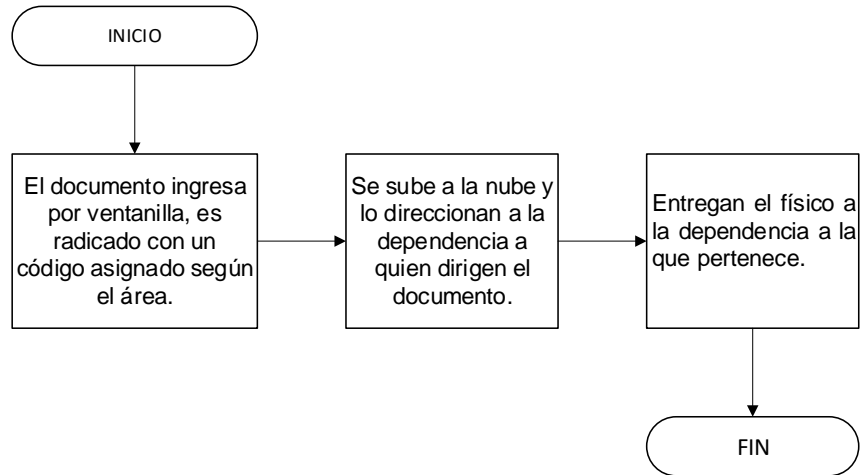 INICIO
El documento ingresa
por ventanilla, es
radicado con un
código asignado según
el área.
Se sube a la nube y
lo direccionan a la
dependencia a
quien dirigen el
documento.
Entregan el físico a
la dependencia a la
que pertenece.
FIN